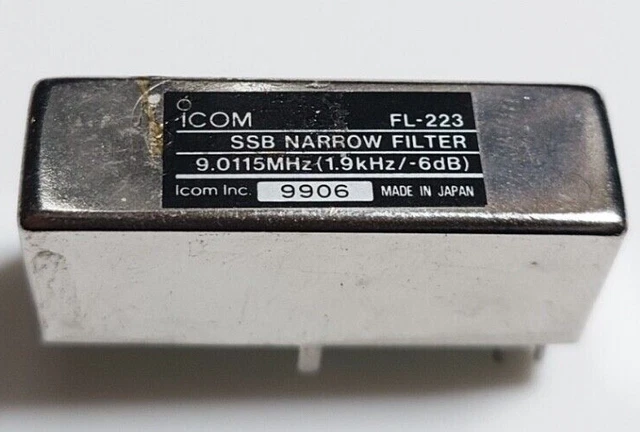 ICOM FL-223
SSB NARROW FILTER
9.0115MHz(1.9kHz/-6dB)
Icom Inc. 9906 MADE IN JAPAN